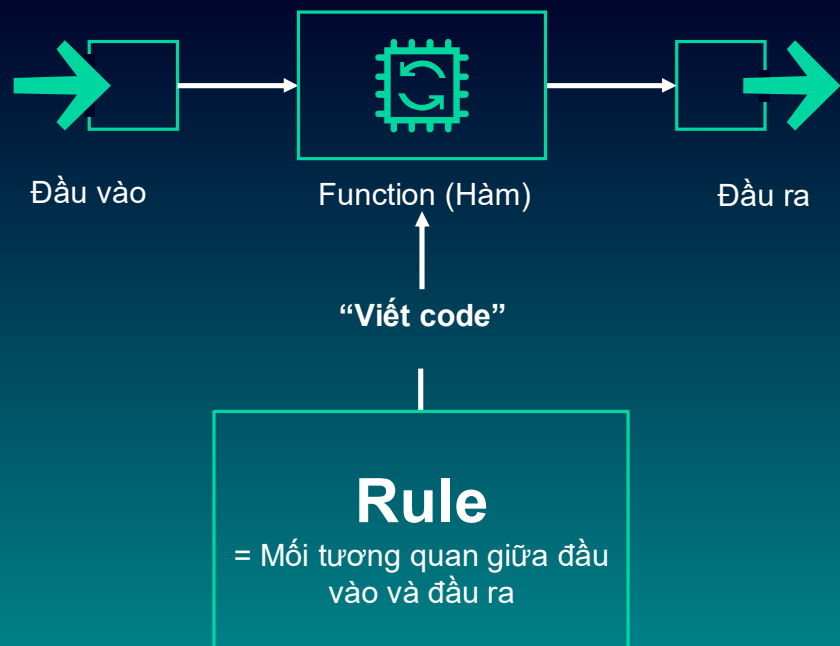 Đầu vào
Function (Hàm)
Đầu ra
“Viết code”
Rule
= Mối tương quan giữa đầu
vào và đầu ra